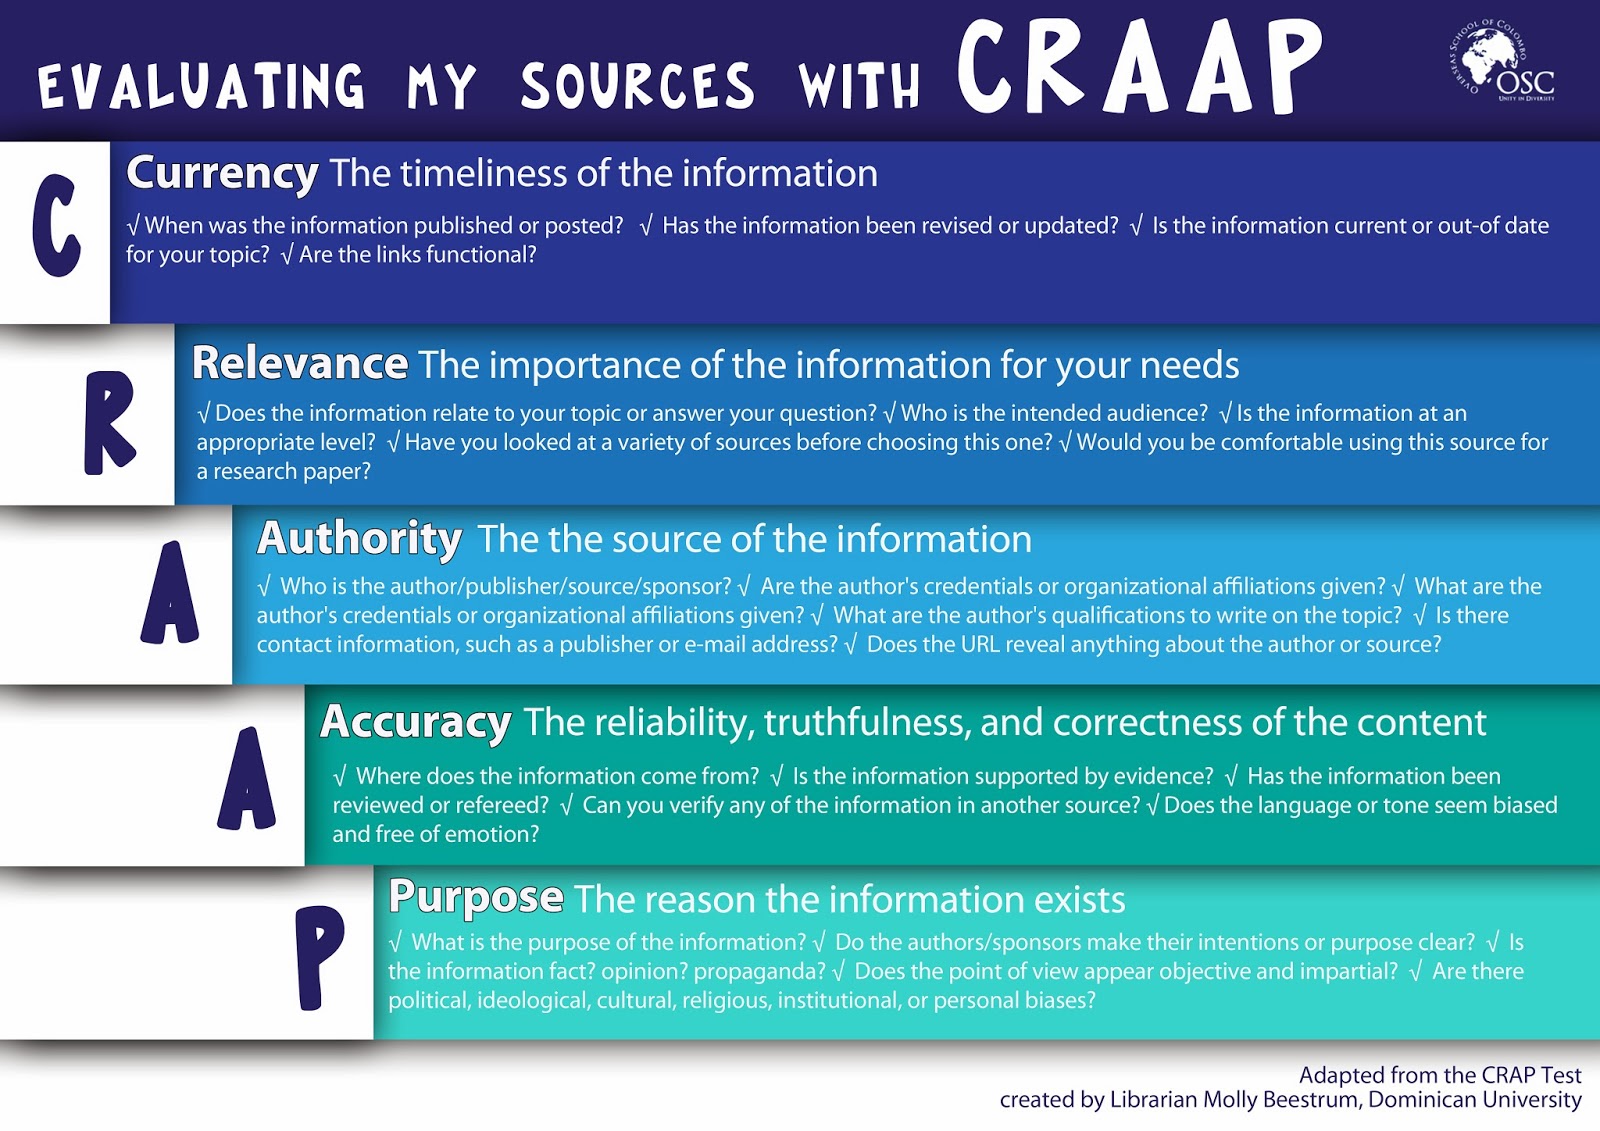 EVALUATING MY SOURCES WITH CRAAP
OVERSEAS SCHOOL OF COLOMBO
OSC
UNITY IN DIVERSITY
C
Currency The timeliness of the information
√ When was the information published or posted? √ Has the information been revised or updated? √ Is the information current or out-of date
for your topic? √ Are the links functional?
R
Relevance The importance of the information for your needs
√ Does the information relate to your topic or answer your question? √ Who is the intended audience? √ Is the information at an
appropriate level? √ Have you looked at a variety of sources before choosing this one? √ Would you be comfortable using this source for
a research paper?
A
Authority The the source of the information
√ Who is the author/publisher/source/sponsor? √ Are the author's credentials or organizational affiliations given? √ What are the
author's credentials or organizational affiliations given? √ What are the author's qualifications to write on the topic? √ Is there
contact information, such as a publisher or e-mail address? √ Does the URL reveal anything about the author or source?
A
Accuracy The reliability, truthfulness, and correctness of the content
√ Where does the information come from? √ Is the information supported by evidence? √ Has the information been
reviewed or refereed? √ Can you verify any of the information in another source? √ Does the language or tone seem biased
and free of emotion?
P
Purpose The reason the information exists
√ What is the purpose of the information? √ Do the authors/sponsors make their intentions or purpose clear? √ Is
the information fact? opinion? propaganda? √ Does the point of view appear objective and impartial? √ Are there
political, ideological, cultural, religious, institutional, or personal biases?
Adapted from the CRAP Test
created by Librarian Molly Beestrum, Dominican University